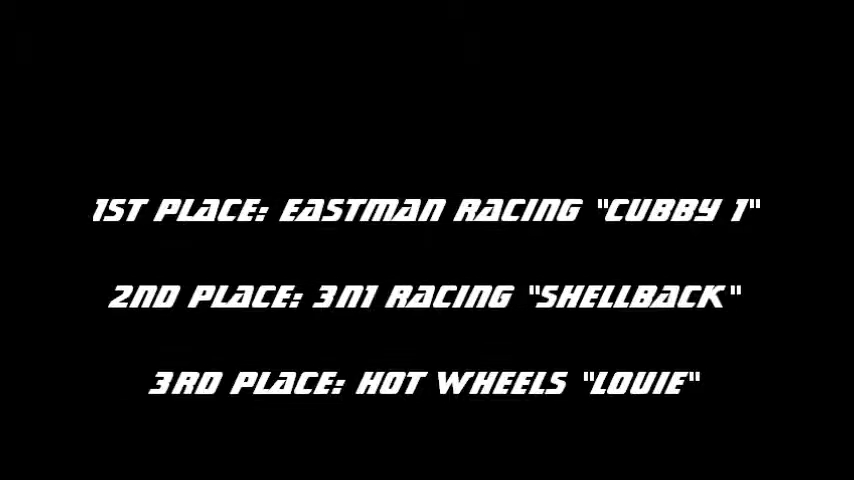 1ST PLACE: EASTMAN RACING "CUBBY 1"
2ND PLACE: 3N1 RACING "SHELLBACK"
3RD PLACE: HOT WHEELS "LOUIE"